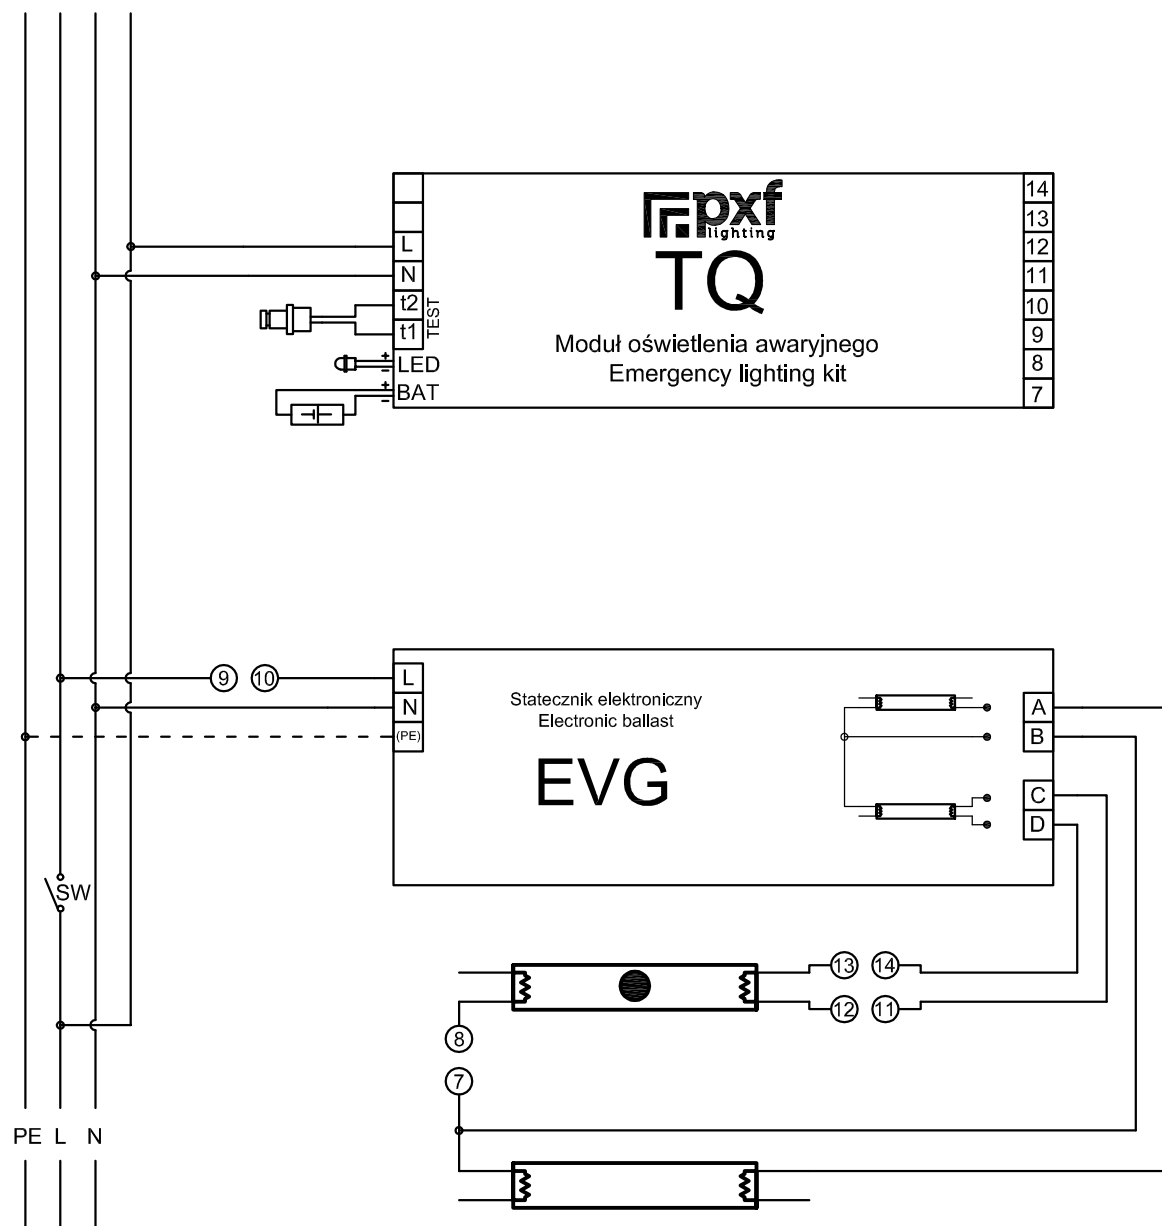 pxf
lighting
TQ
Moduł oświetlenia awaryjnego
Emergency lighting kit
L
N
t2
t1
TEST
+
-
LED
+
-
BAT
14
13
12
11
10
9
8
7
9
10
L
N
(PE)
Statecznik elektroniczny
Electronic ballast
EVG
A
B
C
D
SW
13
14
12
11
8
7
PE L N